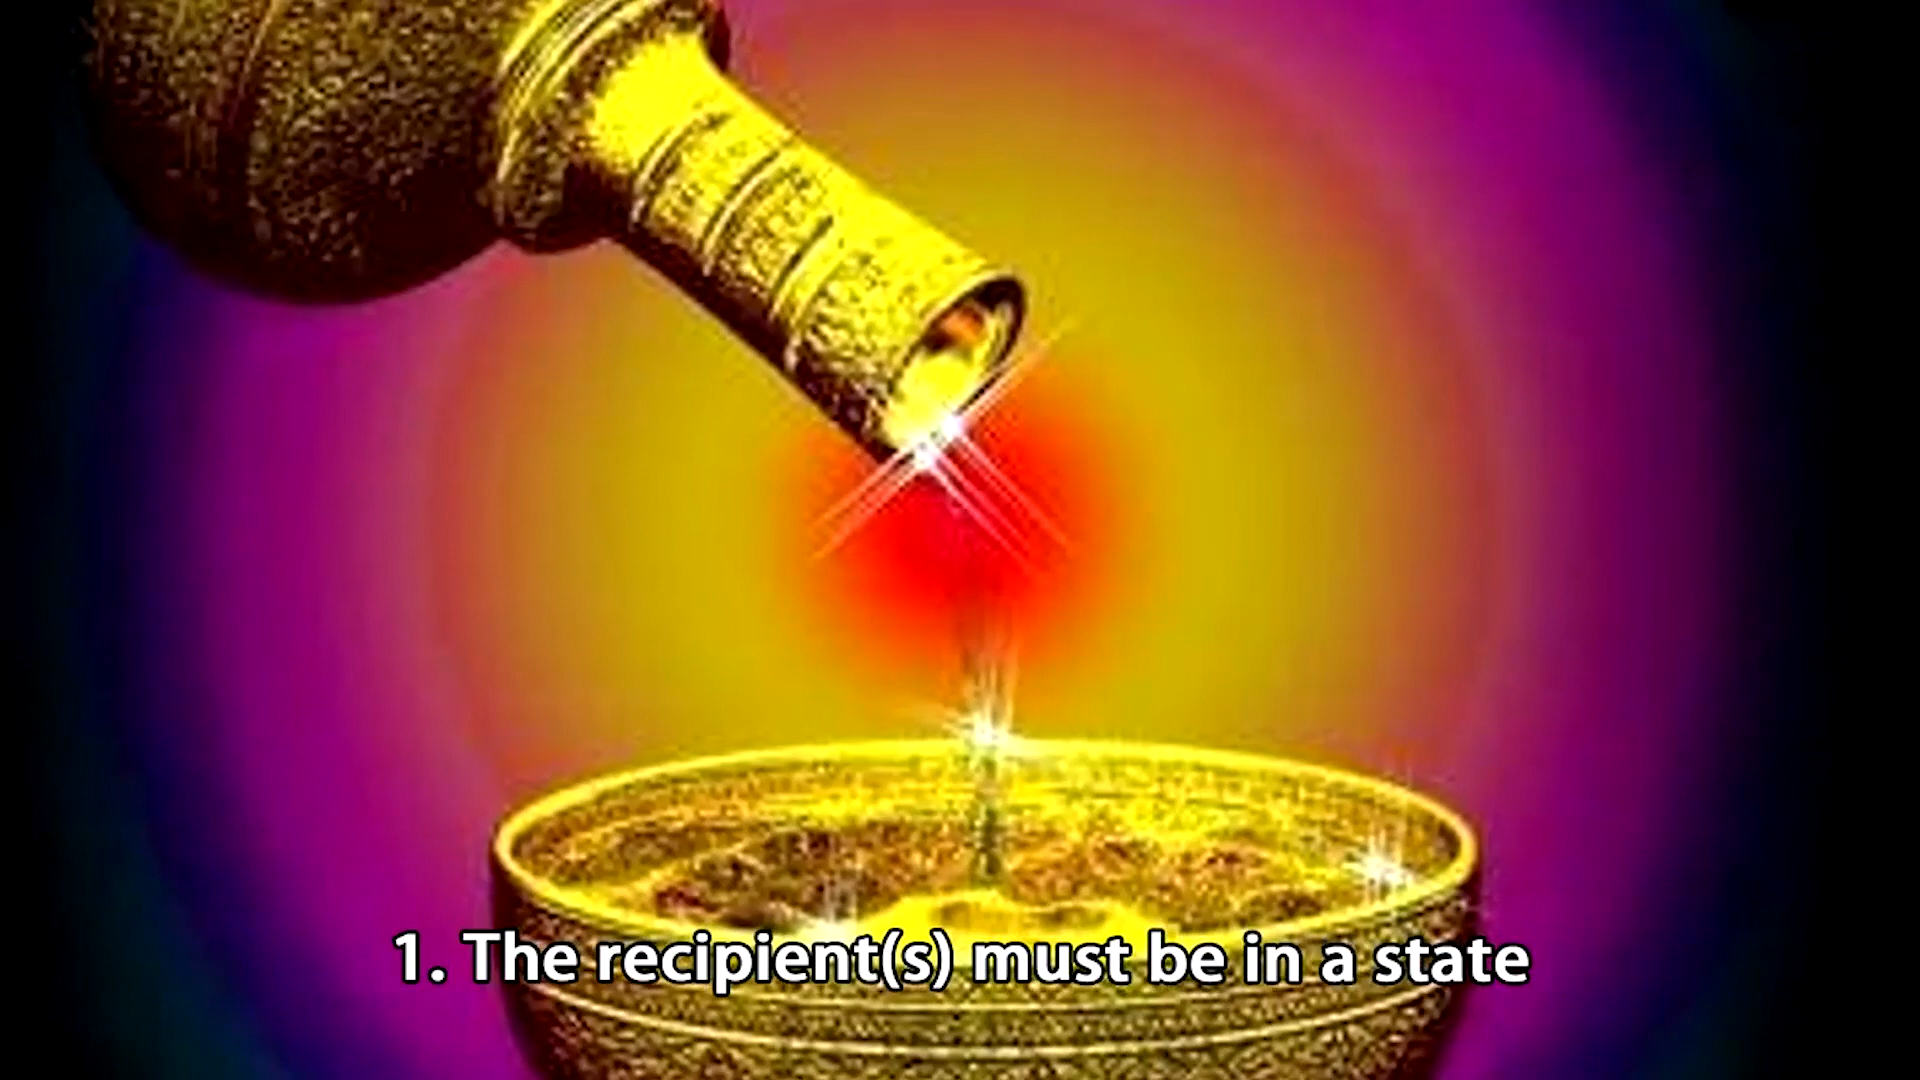 1. The recipient(s) must be in a state